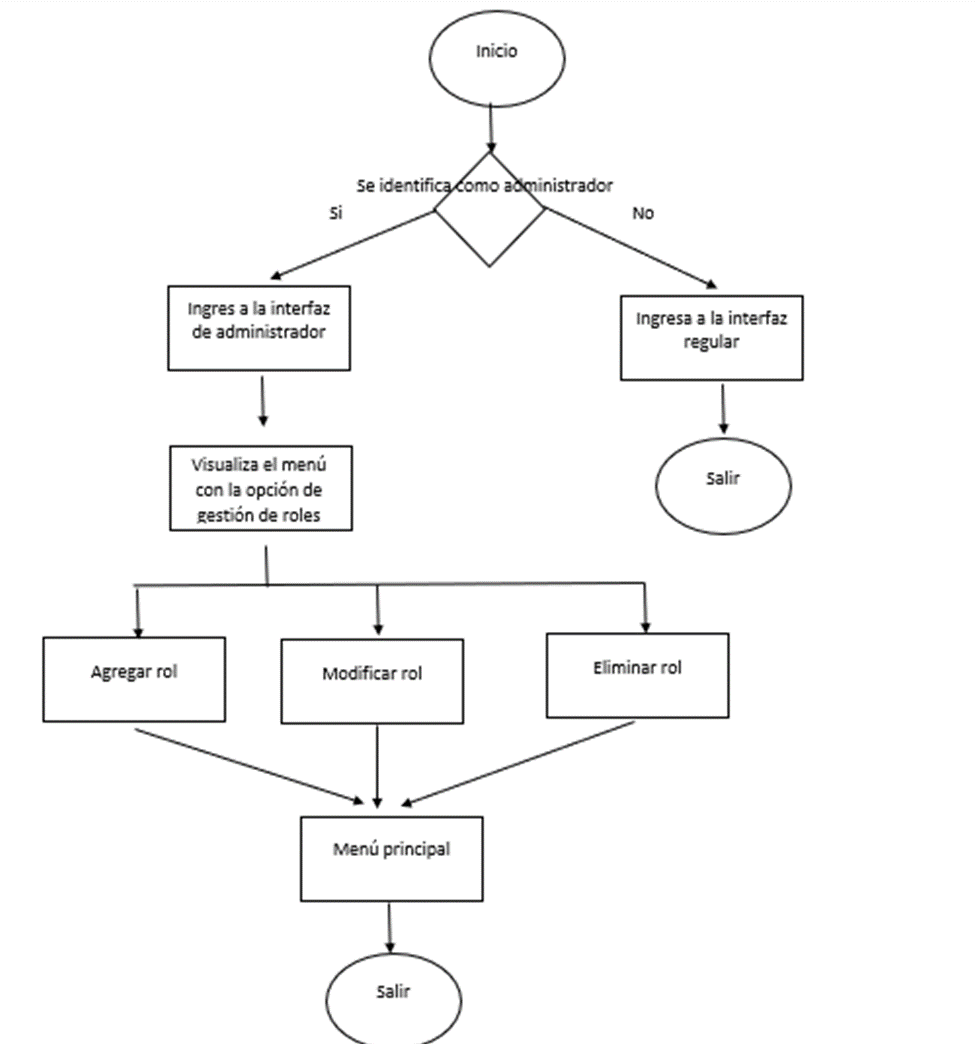 Inicio
Se identifica como administrador
Si
No
Ingres a la interfaz
de administrador
Ingresa a la interfaz
regular
Visualiza el menú
con la opción de
gestión de roles
Salir
Agregar rol
Modificar rol
Eliminar rol
Menú principal
Salir